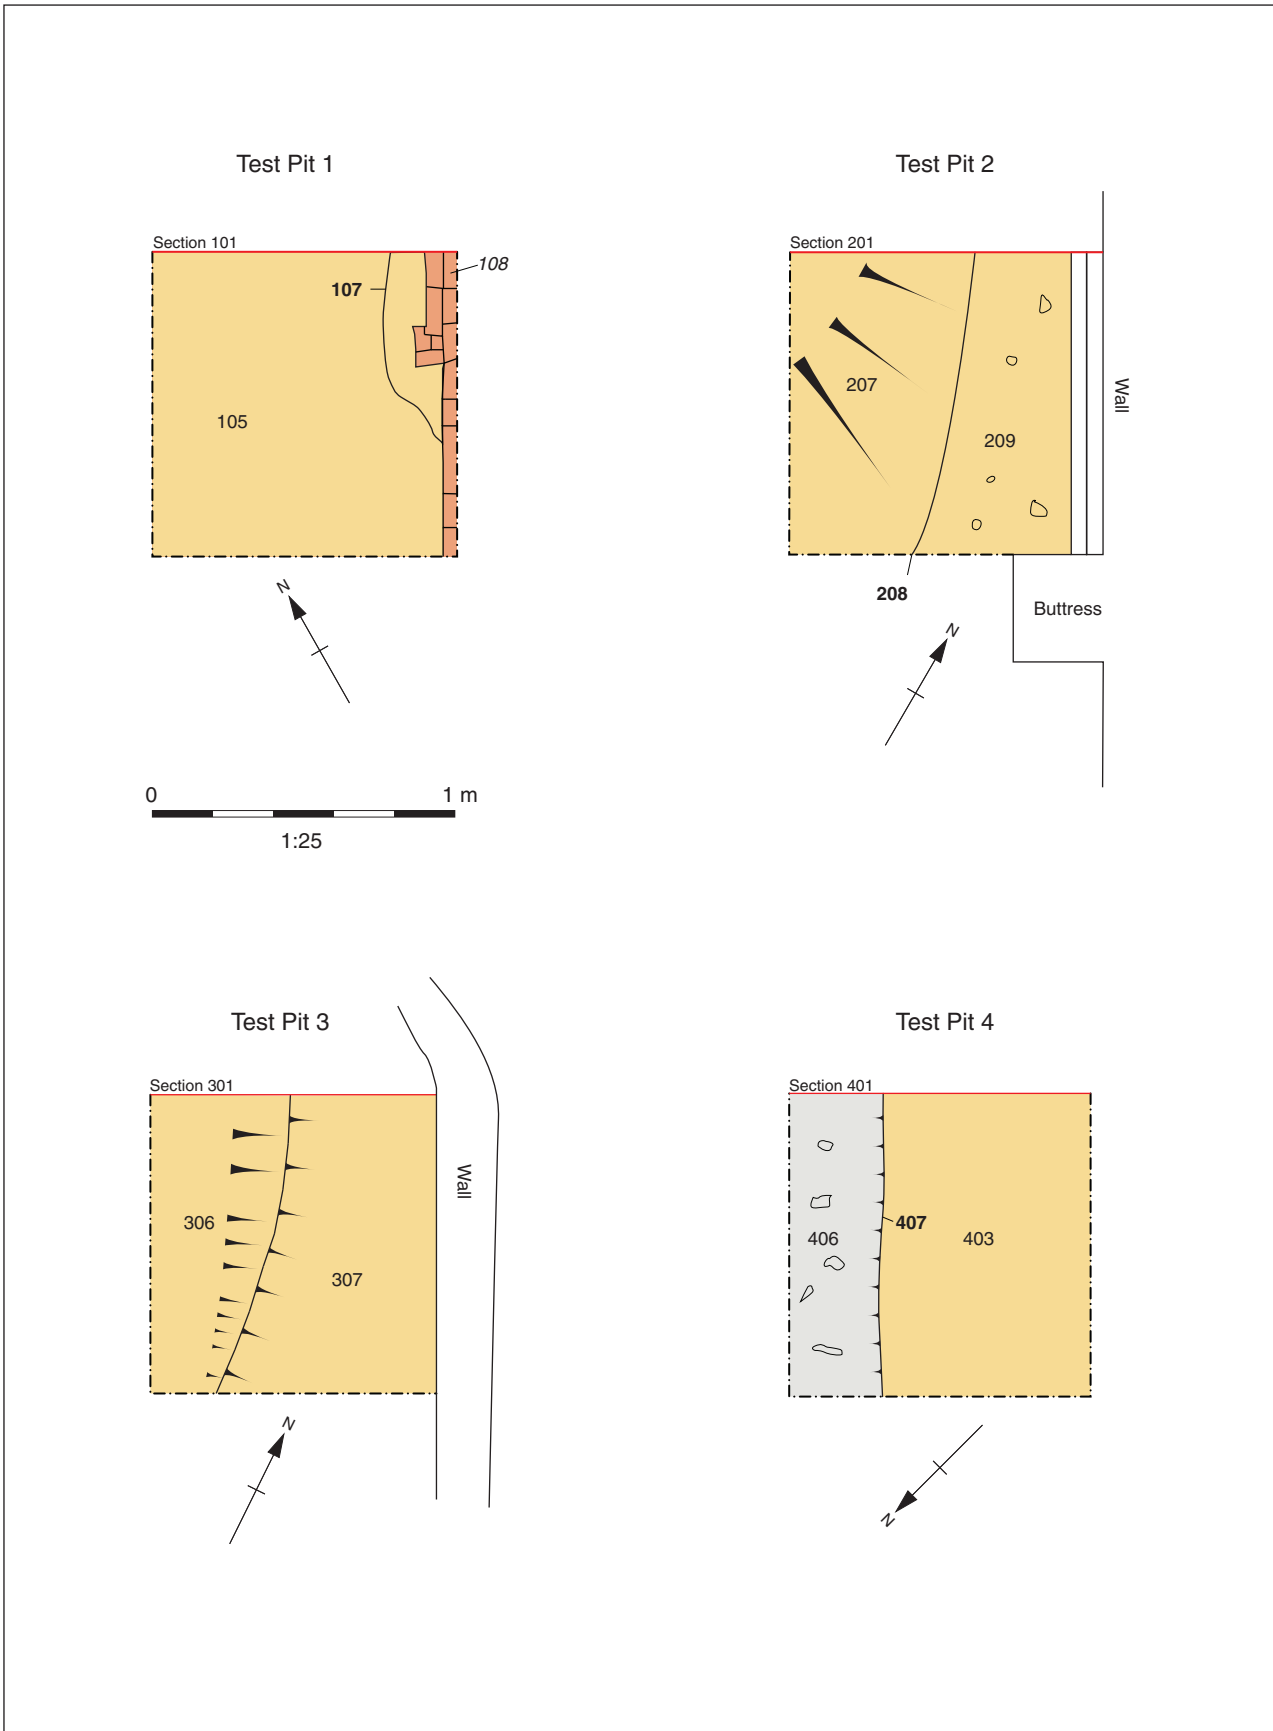 Test Pit 1
Section 101
107
108
105
N
Test Pit 2
Section 201
207
209
Wall
208
Buttress
N
0 1 m
1:25
Test Pit 3
Section 301
306
307
Wall
N
Test Pit 4
Section 401
406
407
403
N